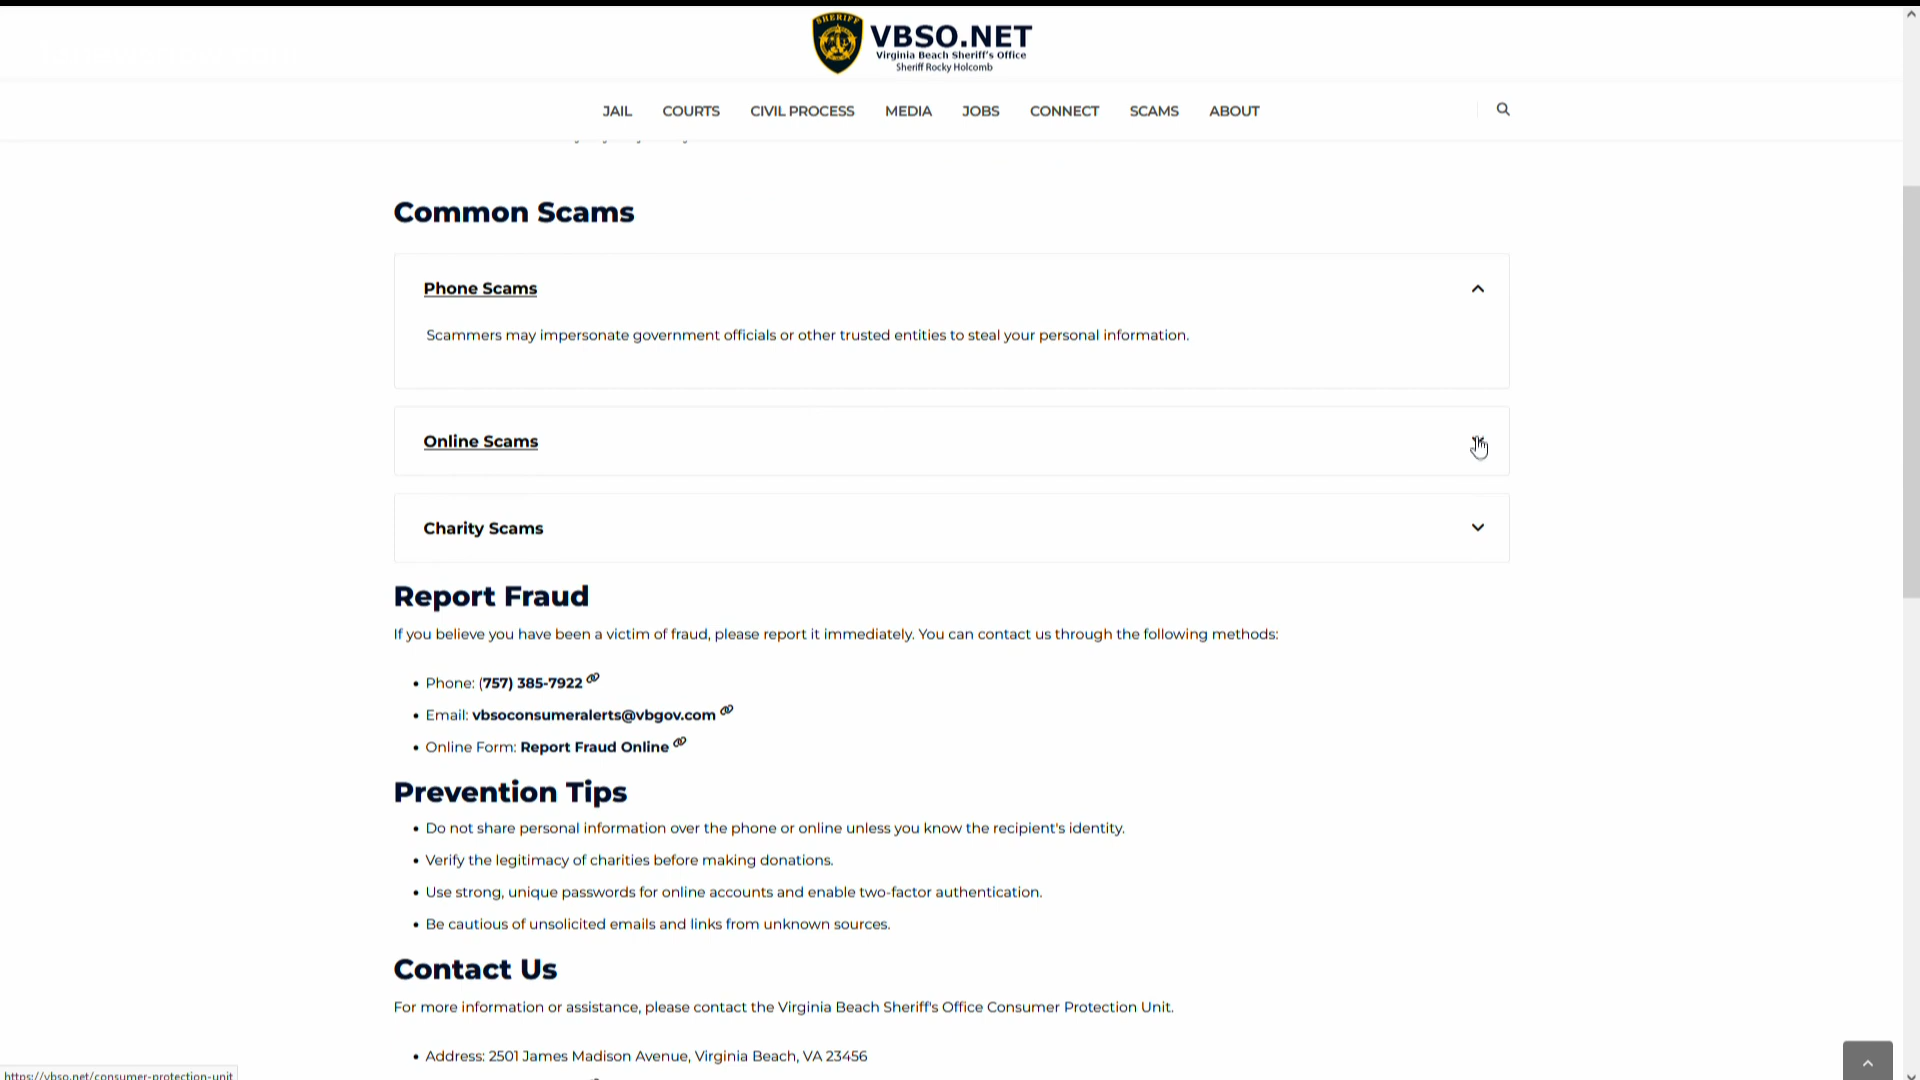 SHERIFF
VBSO.NET
Virginia Beach Sheriff's Office
Sheriff Rocky Holcomb
JAIL COURTS CIVIL PROCESS MEDIA JOBS CONNECT SCAMS ABOUT
Common Scams
Phone Scams
Scammers may impersonate government officials or other trusted entities to steal your personal information.
Online Scams
Charity Scams
Report Fraud
If you believe you have been a victim of fraud, please report it immediately. You can contact us through the following methods:
• Phone: (757) 385-7922
• Email: vbsoconsumeralerts@vbgov.com
• Online Form: Report Fraud Online
Prevention Tips
• Do not share personal information over the phone or online unless you know the recipient's identity.
• Verify the legitimacy of charities before making donations.
• Use strong, unique passwords for online accounts and enable two-factor authentication.
• Be cautious of unsolicited emails and links from unknown sources.
Contact Us
For more information or assistance, please contact the Virginia Beach Sheriff's Office Consumer Protection Unit.
• Address: 2501 James Madison Avenue, Virginia Beach, VA 23456
https://vbso.net/consumer-protection-unit